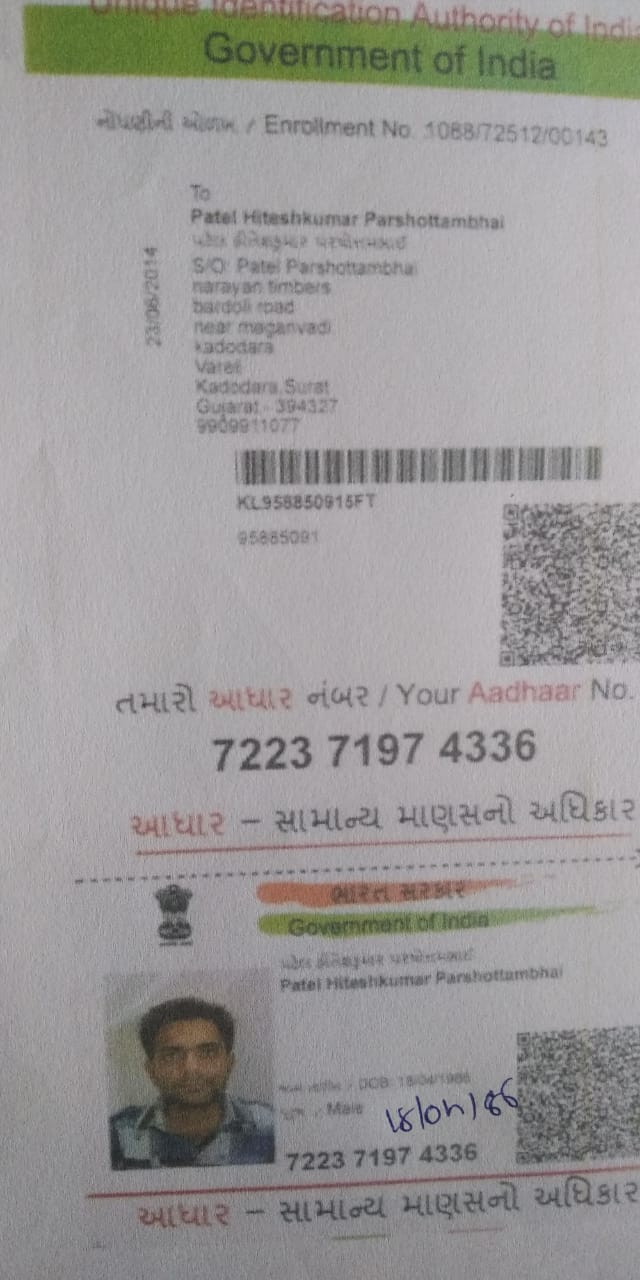 Unique Identification Authority of India
Government of India
નોંધણીની ઓળખ / Enrollment No. 1088/72512/00143
To
Patel Hiteshkumar Parshottambhai
પટેલ હીતેશકુમાર પરષોત્તમભાઈ
S/O: Patel Parshottambhai
narayan timbers
bardoli road
near maganvadi
kadodara
Vareli
Kadodara,Surat
Gujarat - 394327
9909911077
23/06/2014
KL958850915FT
95885091
તમારો આધાર નંબર / Your Aadhaar No.
7223 7197 4336
આધાર – સામાન્ય માણસનો અધિકાર
ભારત સરકાર
Government of India
પટેલ હીતેશકુમાર પરષોત્તમભાઈ
Patel Hiteshkumar Parshottambhai
/ DOB: 18/04/1986
/ Male
18/04/86
7223 7197 4336
આધાર – સામાન્ય માણસનો અધિકાર